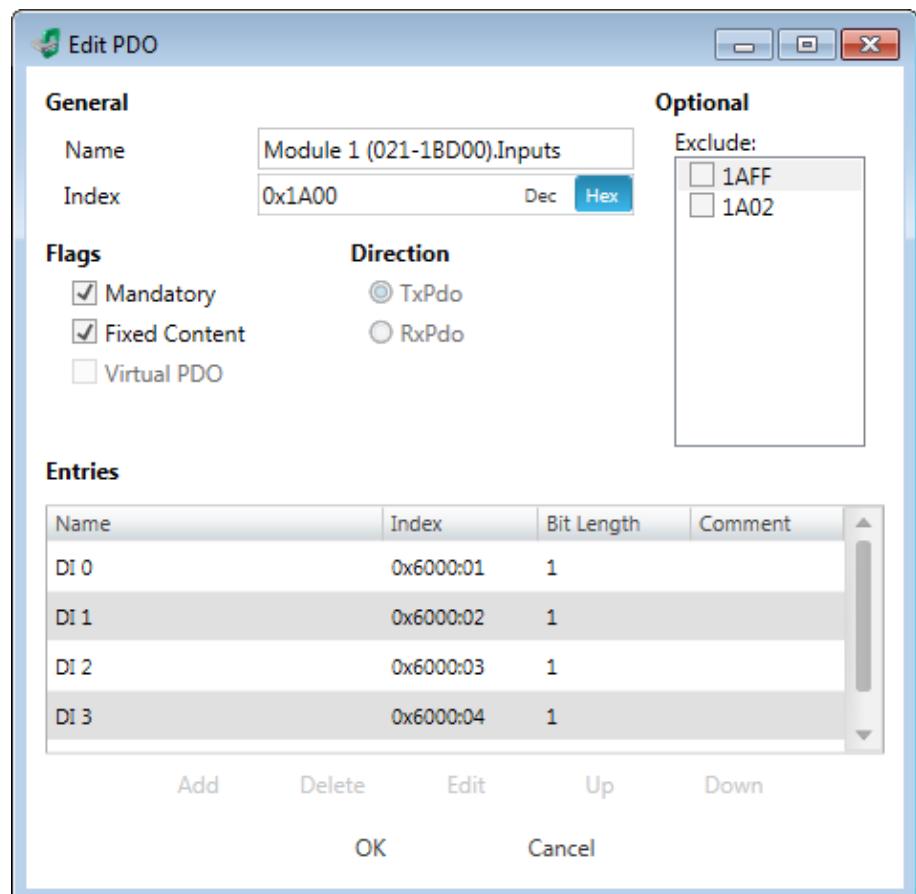 Edit PDO
General
Optional
Name Module 1 (021-1BD00).Inputs
Exclude:
Index 0x1A00 Dec Hex
1AFF
1A02
Flags
Direction
Mandatory
TxPdo
Fixed Content
RxPdo
Virtual PDO
Entries
Name Index Bit Length Comment
DI 0 0x6000:01 1
DI 1 0x6000:02 1
DI 2 0x6000:03 1
DI 3 0x6000:04 1
Add Delete Edit Up Down
OK Cancel